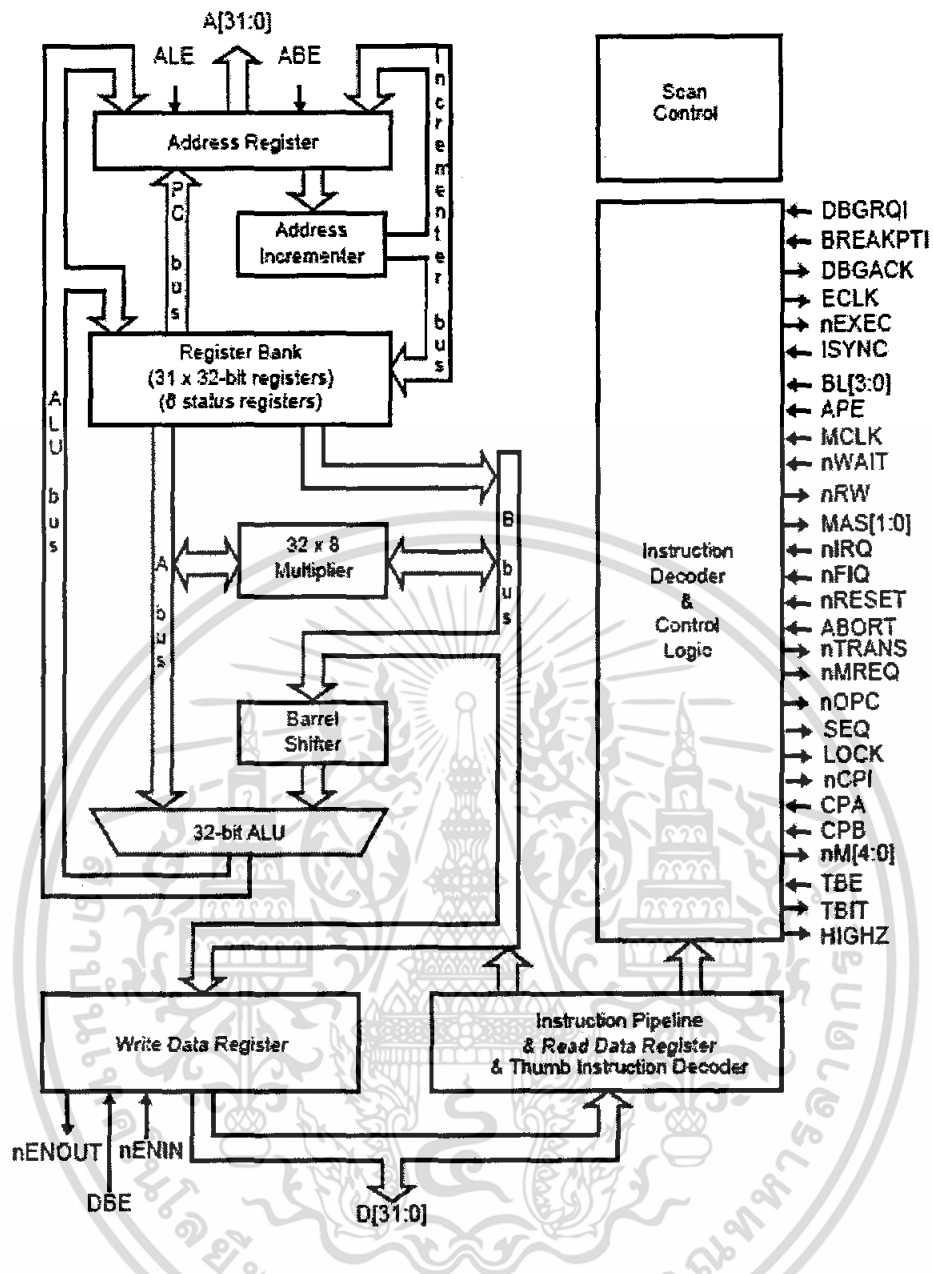 A[31:0]
ALE
ABE
Incrementer bus
Scan
Control
Address Register
PC bus
Address
Incrementer
Register Bank
(31 x 32-bit registers)
(6 status registers)
ALU bus
A bus
B bus
32 x 8
Multiplier
Barrel
Shifter
32-bit ALU
Write Data Register
Instruction Pipeline
& Read Data Register
& Thumb Instruction Decoder
nENOUT
nENIN
DBE
D[31:0]
Instruction
Decoder
&
Control
Logic
DBGRQI
BREAKPTI
DBGACK
ECLK
nEXEC
ISYNC
BL[3:0]
APE
MCLK
nWAIT
nRW
MAS[1:0]
nIRQ
nFIQ
nRESET
ABORT
nTRANS
nMREQ
nOPC
SEQ
LOCK
nCPI
CPA
CPB
nM[4:0]
TBE
TBIT
HIGHZ